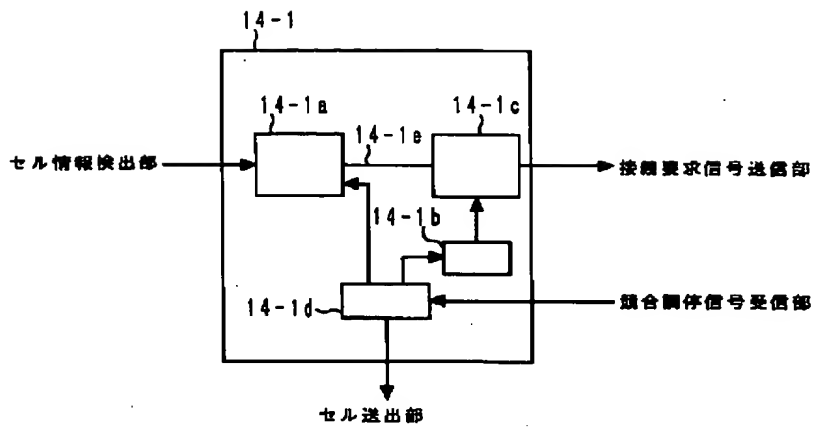 14-1
14-1a
14-1c
14-1e
セル情報検出部
接続要求信号送信部
14-1b
14-1d
競合調停信号受信部
セル送出部